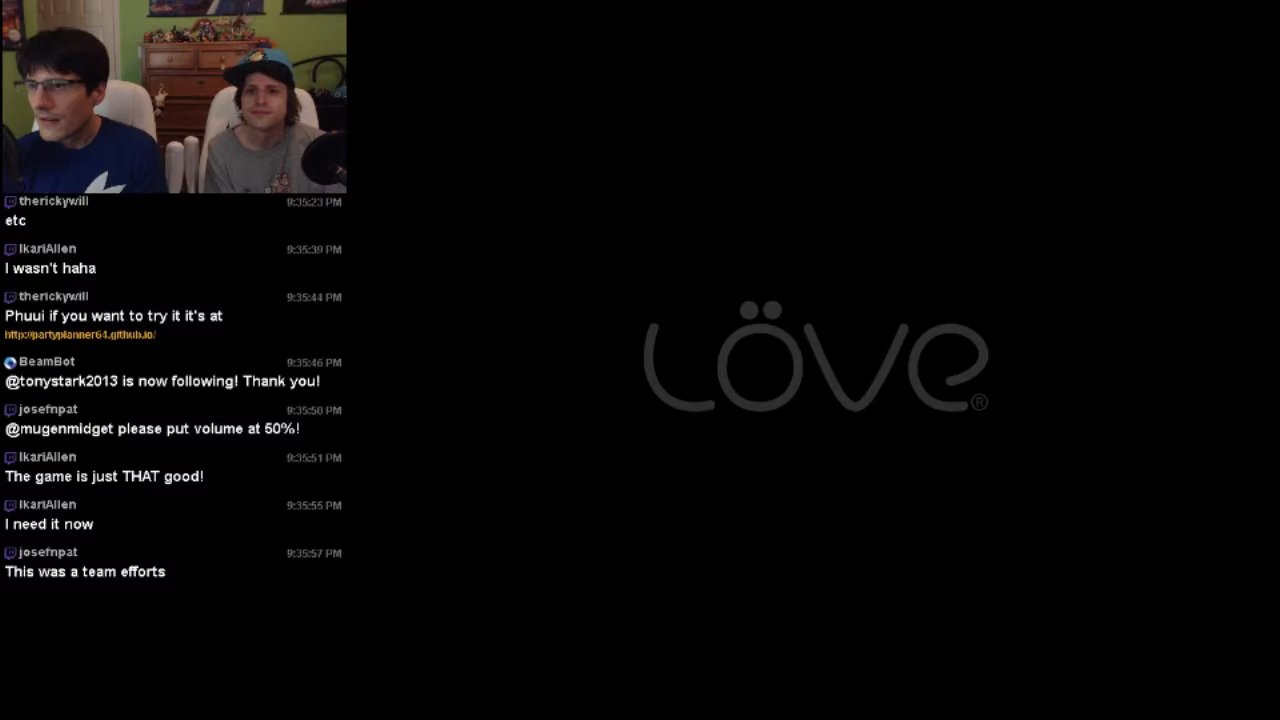 therickywill 9:35:23 PM
etc
IkariAllen 9:35:39 PM
I wasn't haha
therickywill 9:35:44 PM
Phuui if you want to try it it's at
http://partyplanner64.github.io/
BeamBot 9:35:46 PM
@tonystark2013 is now following! Thank you!
josefnpat 9:35:50 PM
@mugenmidget please put volume at 50%!
IkariAllen 9:35:51 PM
The game is just THAT good!
IkariAllen 9:35:55 PM
I need it now
josefnpat 9:35:57 PM
This was a team efforts
LÖVE®